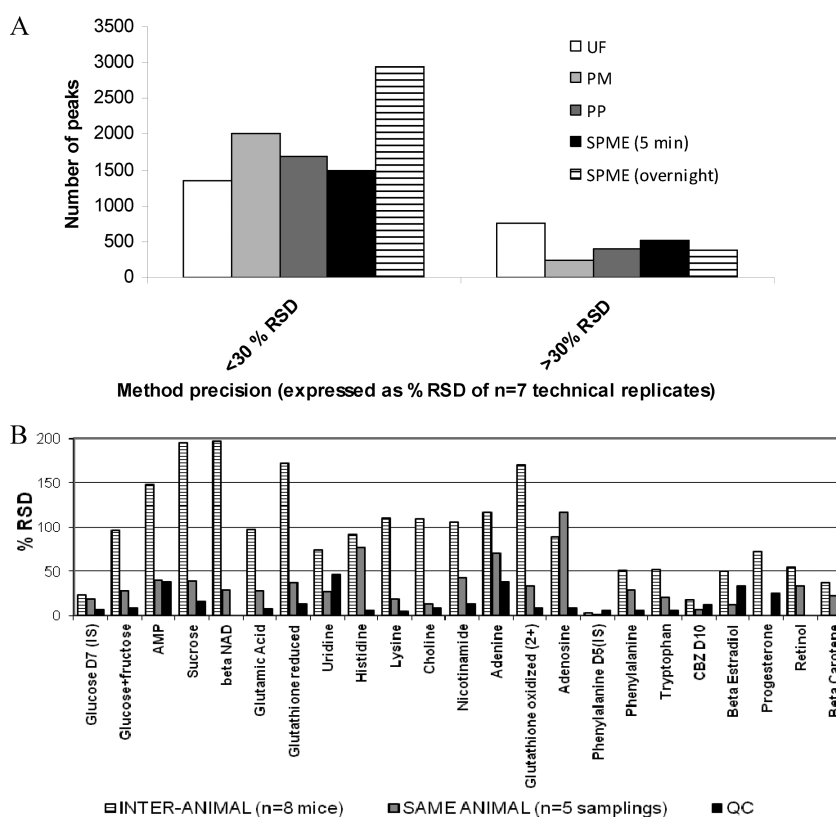 A
3500
3000
2500
2000
1500
1000
500
0
Number of peaks
UF
PM
PP
SPME (5 min)
SPME (overnight)
<30 % RSD
>30% RSD
Method precision (expressed as % RSD of n=7 technical replicates)
B
200
150
100
50
0
% RSD
Glucose D7 (IS)
Glucose+fructose
AMP
Sucrose
beta NAD
Glutamic Acid
Glutathione reduced
Uridine
Histidine
Lysine
Choline
Nicotinamide
Adenine
Glutathione oxidized (2+)
Adenosine
Phenylalanine D5(IS)
Phenylalanine
Tryptophan
CBZ D10
Beta Estradiol
Progesterone
Retinol
Beta Carotene
INTER-ANIMAL (n=8 mice)
SAME ANIMAL (n=5 samplings)
QC